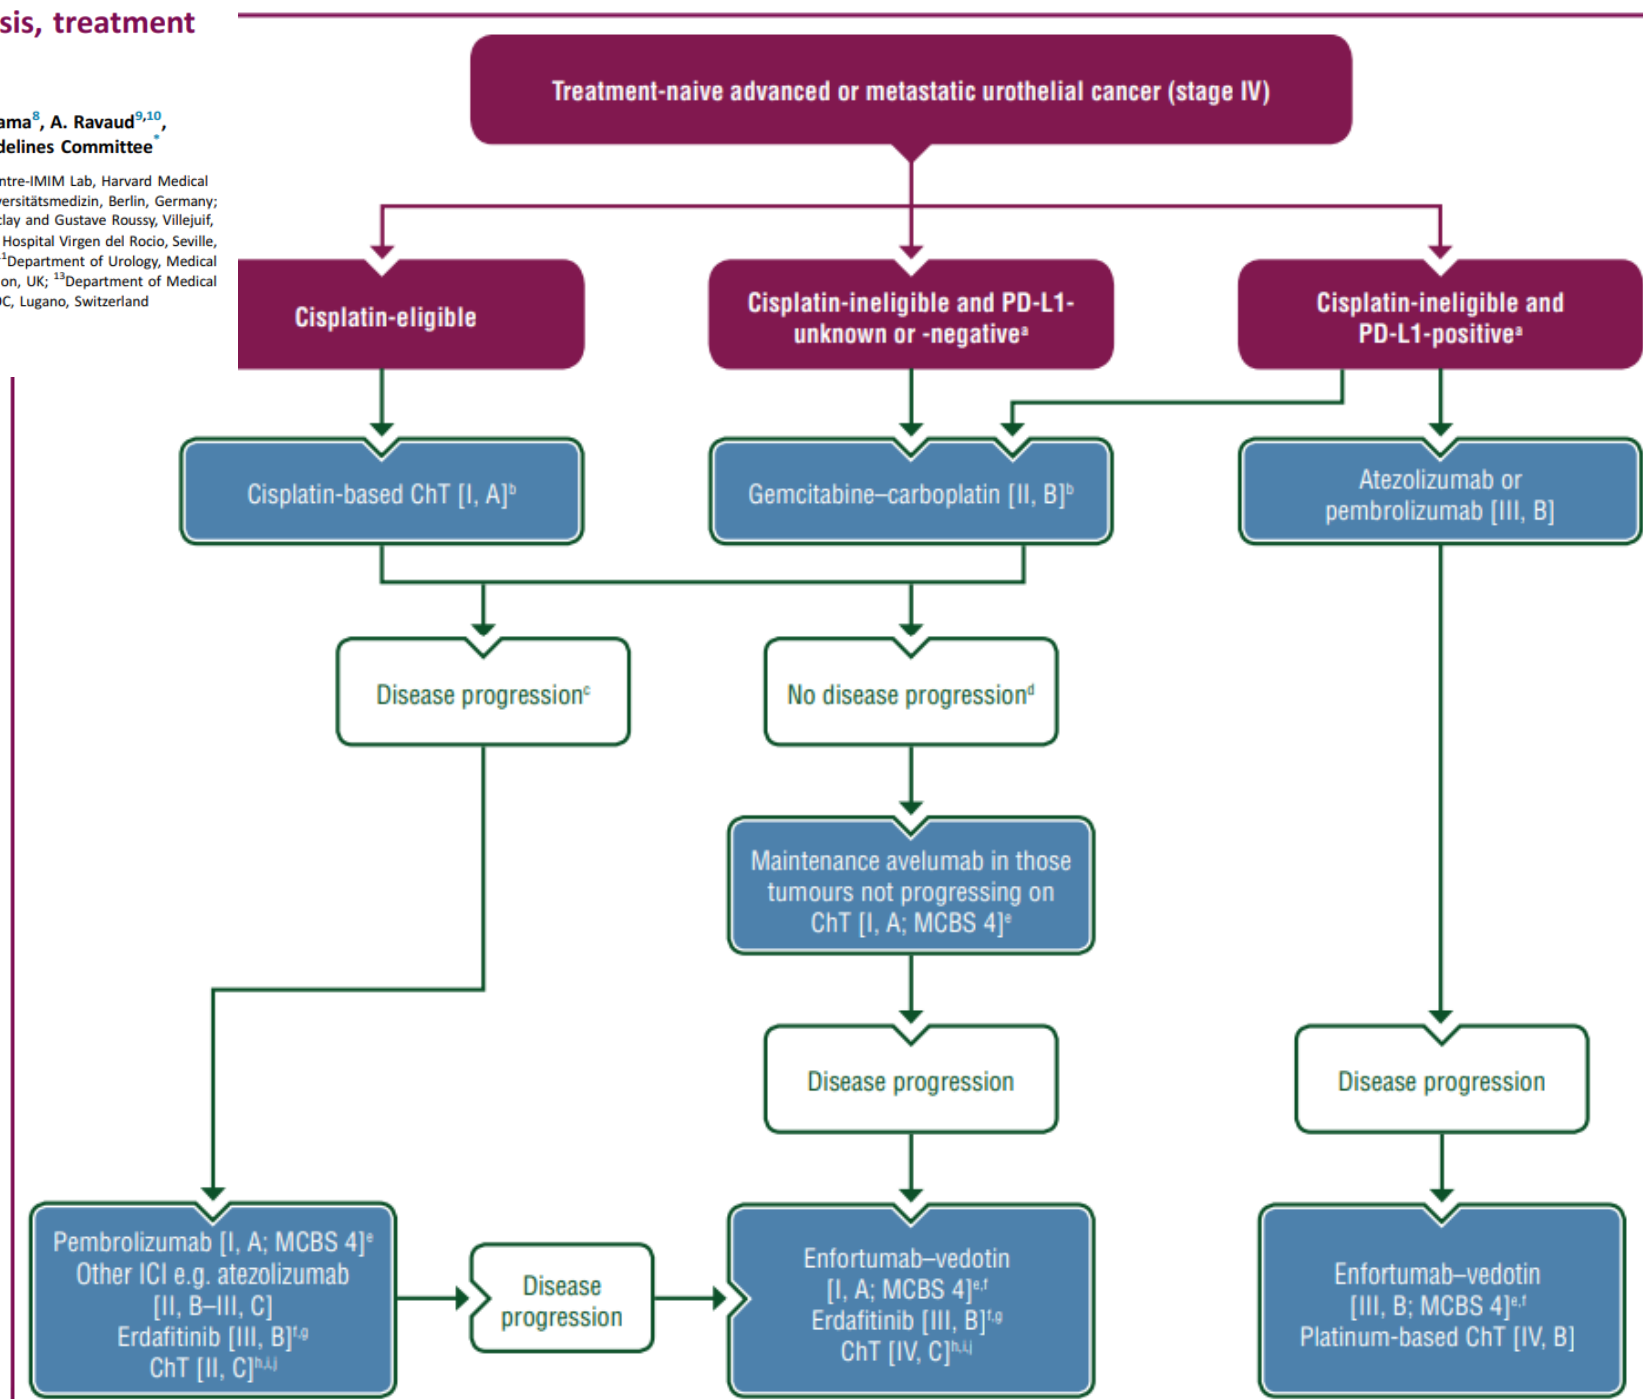 sis, treatment
ama8, A. Ravaud9,10,
delines Committee*
ntre-IMIM Lab, Harvard Medical
versitätsmedizin, Berlin, Germany;
clay and Gustave Roussy, Villejuif,
Hospital Virgen del Rocio, Seville,
1Department of Urology, Medical
on, UK; 13Department of Medical
OC, Lugano, Switzerland
Treatment-naive advanced or metastatic urothelial cancer (stage IV)
Cisplatin-eligible
Cisplatin-ineligible and PD-L1-
unknown or -negativea
Cisplatin-ineligible and
PD-L1-positivea
Cisplatin-based ChT [I, A]b
Gemcitabine–carboplatin [II, B]b
Atezolizumab or
pembrolizumab [III, B]
Disease progressionc
No disease progressiond
Maintenance avelumab in those
tumours not progressing on
ChT [I, A; MCBS 4]e
Disease progression
Disease progression
Pembrolizumab [I, A; MCBS 4]e
Other ICI e.g. atezolizumab
[II, B–III, C]
Erdafitinib [III, B]f,g
ChT [II, C]h,i,j
Disease
progression
Enfortumab–vedotin
[I, A; MCBS 4]e,f
Erdafitinib [III, B]f,g
ChT [IV, C]h,i,j
Enfortumab–vedotin
[III, B; MCBS 4]e,f
Platinum-based ChT [IV, B]